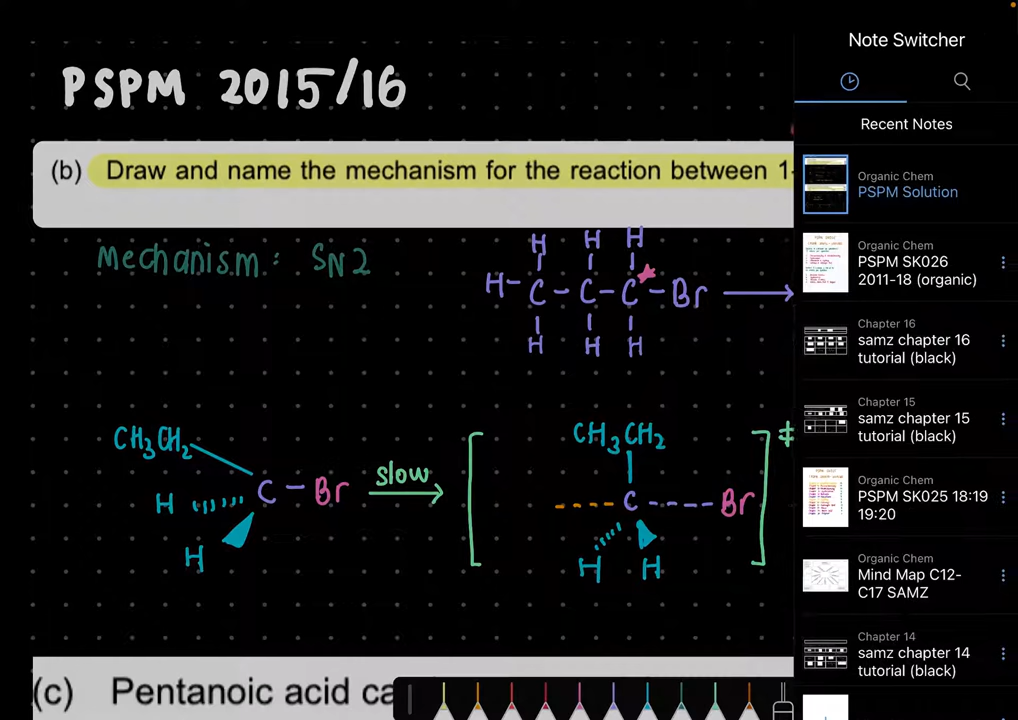 PSPM 2015/16
(b) Draw and name the mechanism for the reaction between 1-
Mechanism : SN2
H H H
H - C - C - C - Br
H H H
CH3CH2
H C - Br
H
slow
CH3CH2
C Br
H H
‡
(c) Pentanoic acid ca
Note Switcher
Recent Notes
Organic Chem
PSPM Solution
Organic Chem
PSPM SK026
2011-18 (organic)
Chapter 16
samz chapter 16
tutorial (black)
Chapter 15
samz chapter 15
tutorial (black)
Organic Chem
PSPM SK025 18:19
19:20
Organic Chem
Mind Map C12-
C17 SAMZ
Chapter 14
samz chapter 14
tutorial (black)